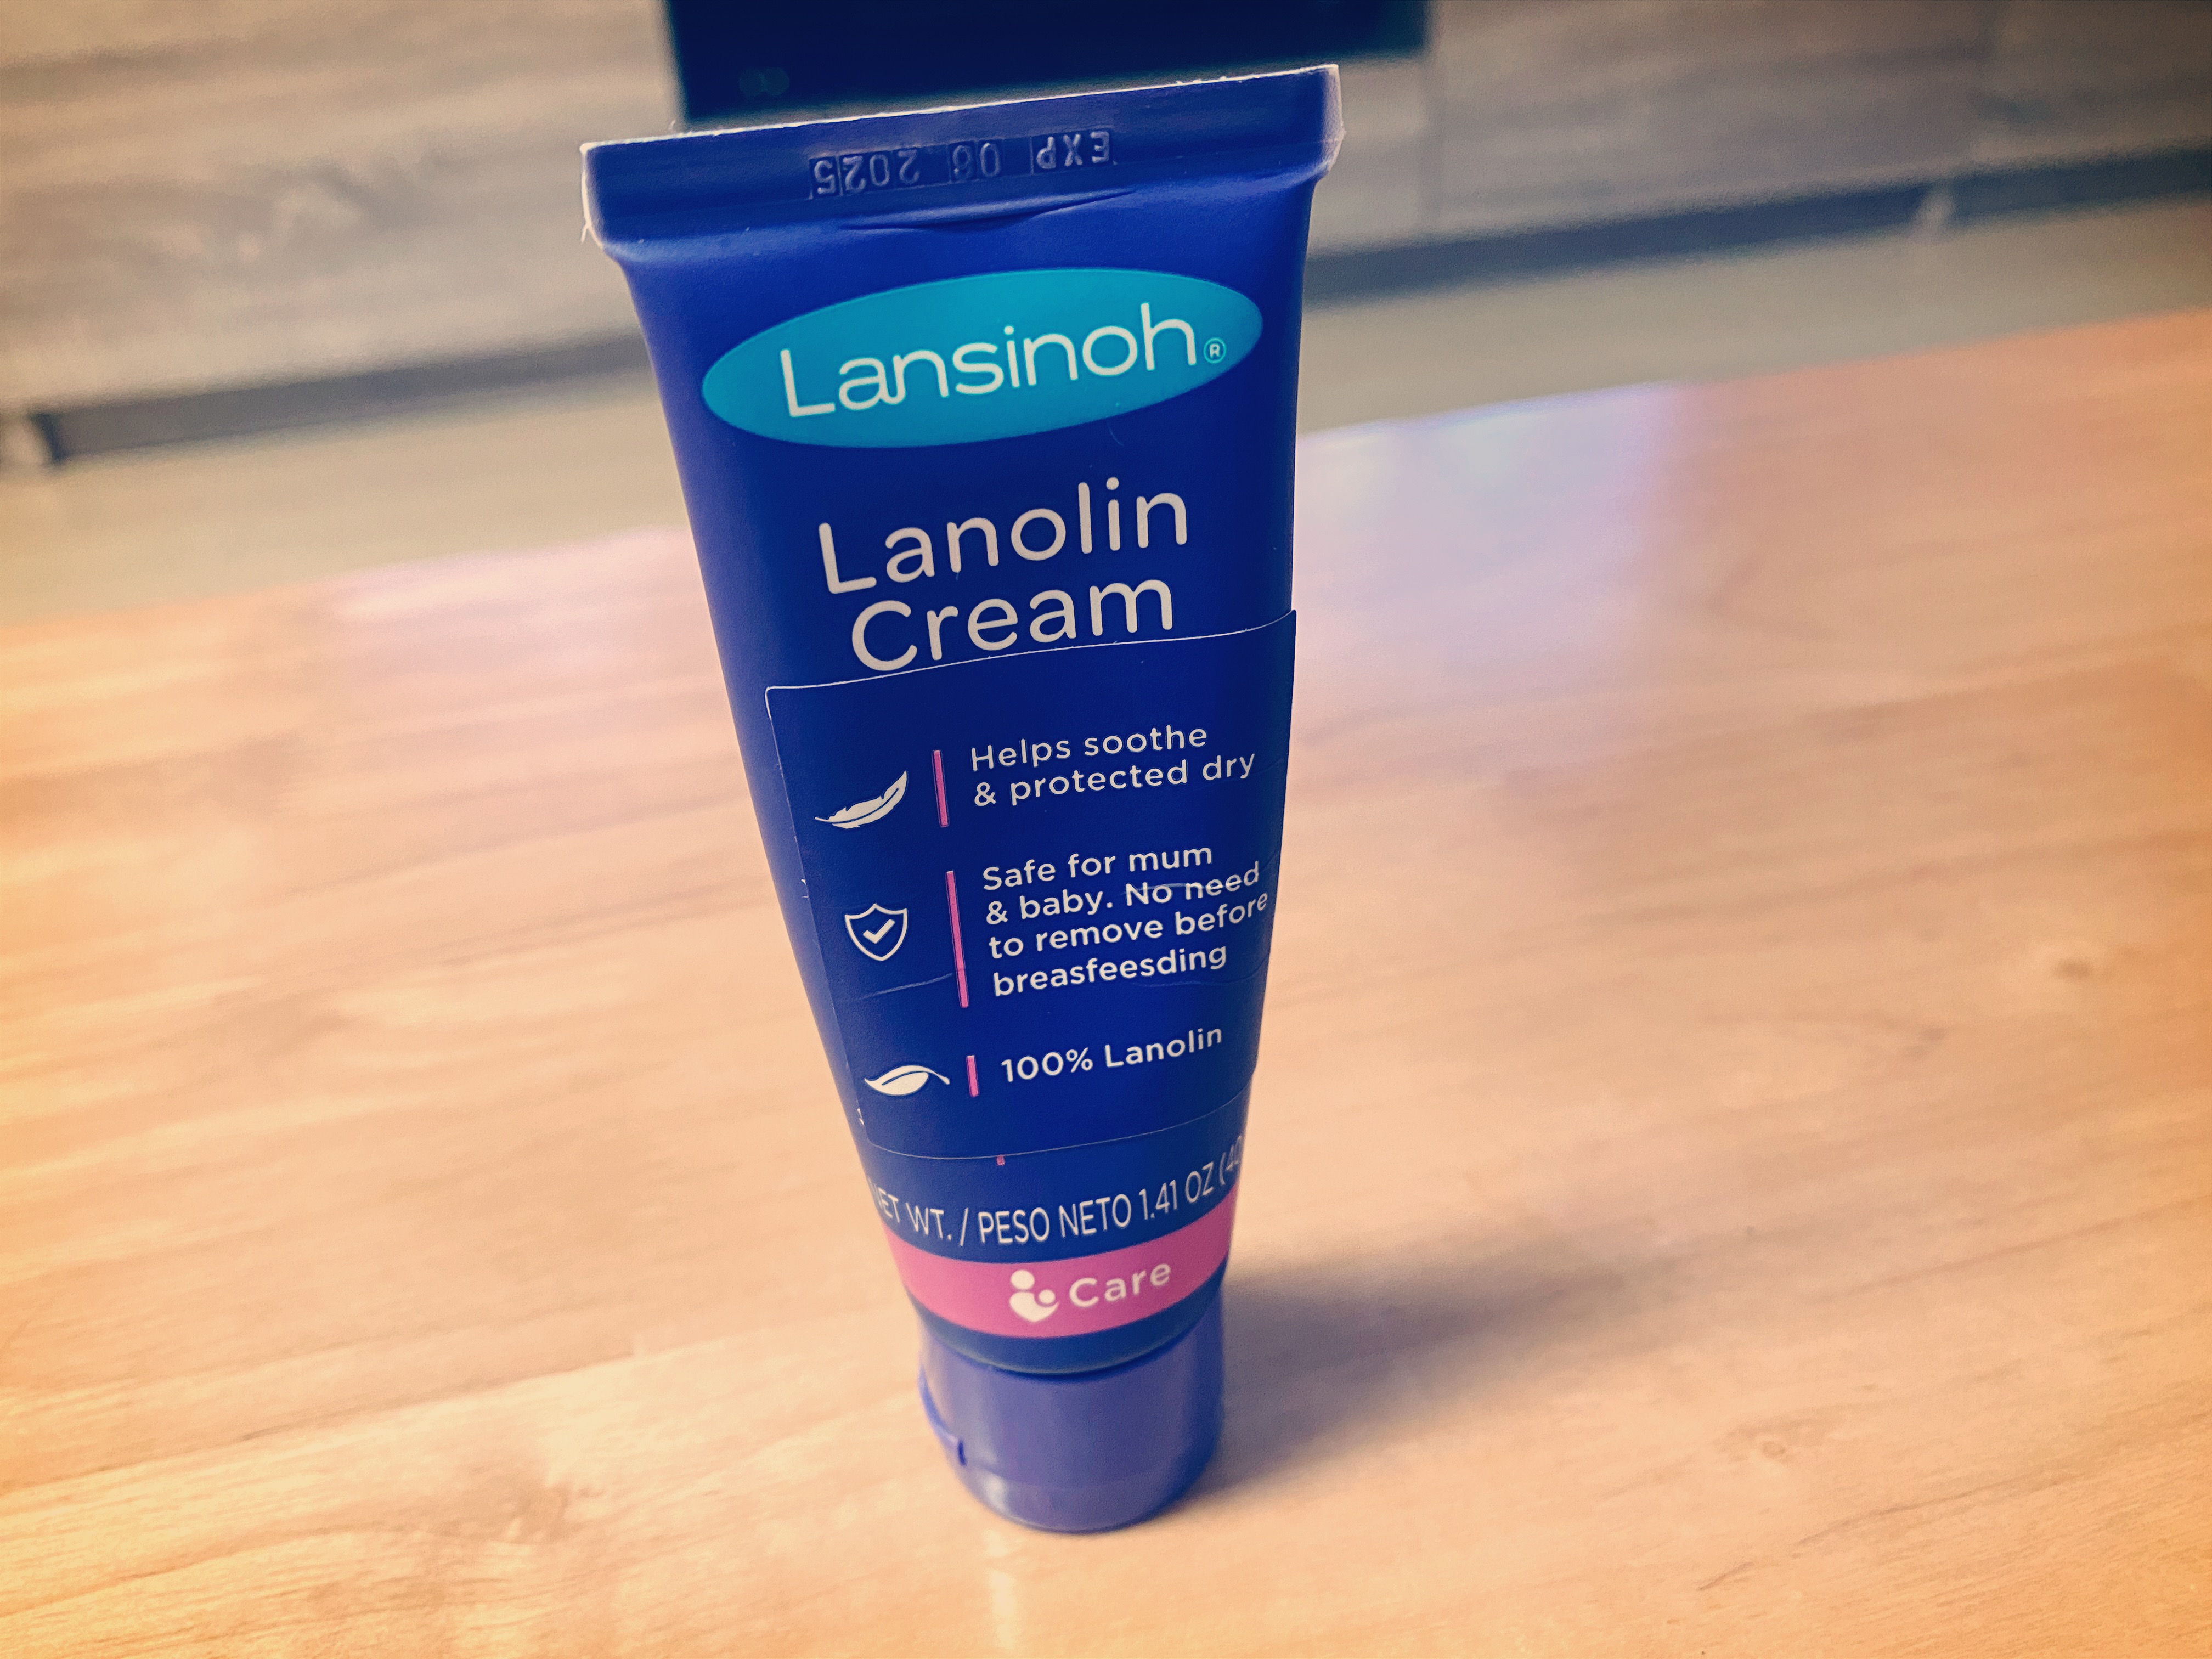 EXP 08 2025
Lansinoh®
Lanolin
Cream
Helps soothe
& protected dry
Safe for mum
& baby. No need
to remove before
breasfeesding
100% Lanolin
WT. / PESO NETO 1.41 OZ
Care